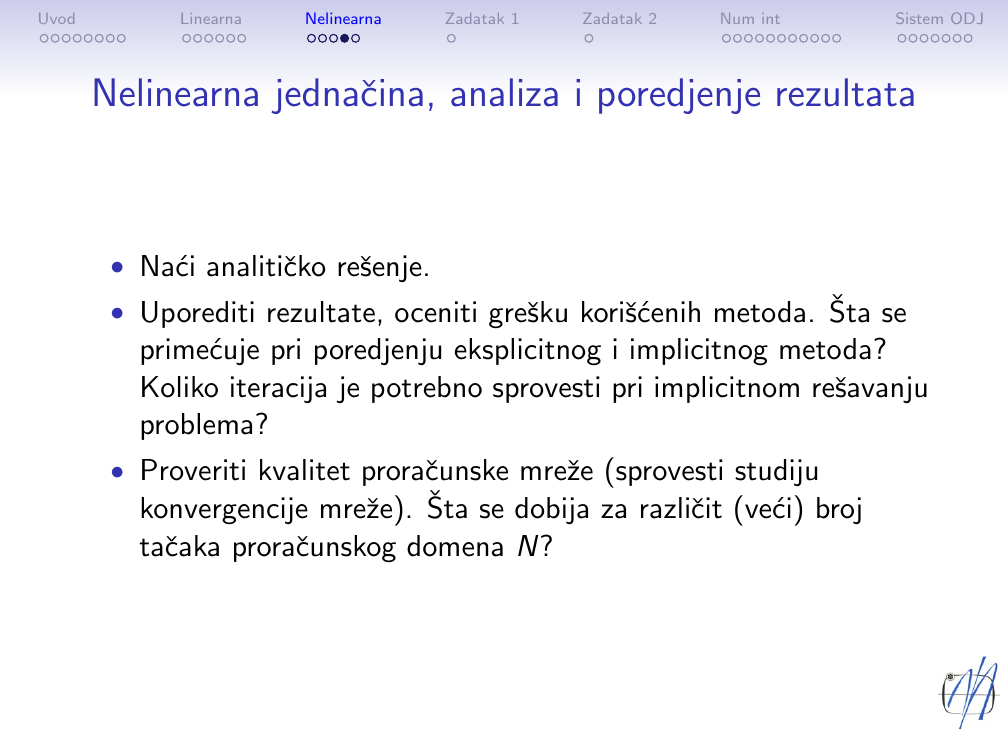 Uvod Linearna Nelinearna Zadatak 1 Zadatak 2 Num int Sistem ODJ
Nelinearna jednačina, analiza i poredjenje rezultata
• Naći analitičko rešenje.
• Uporediti rezultate, oceniti grešku korišćenih metoda. Šta se
primećuje pri poredjenju eksplicitnog i implicitnog metoda?
Koliko iteracija je potrebno sprovesti pri implicitnom rešavanju
problema?
• Proveriti kvalitet proračunske mreže (sprovesti studiju
konvergencije mreže). Šta se dobija za različit (veći) broj
tačaka proračunskog domena N?